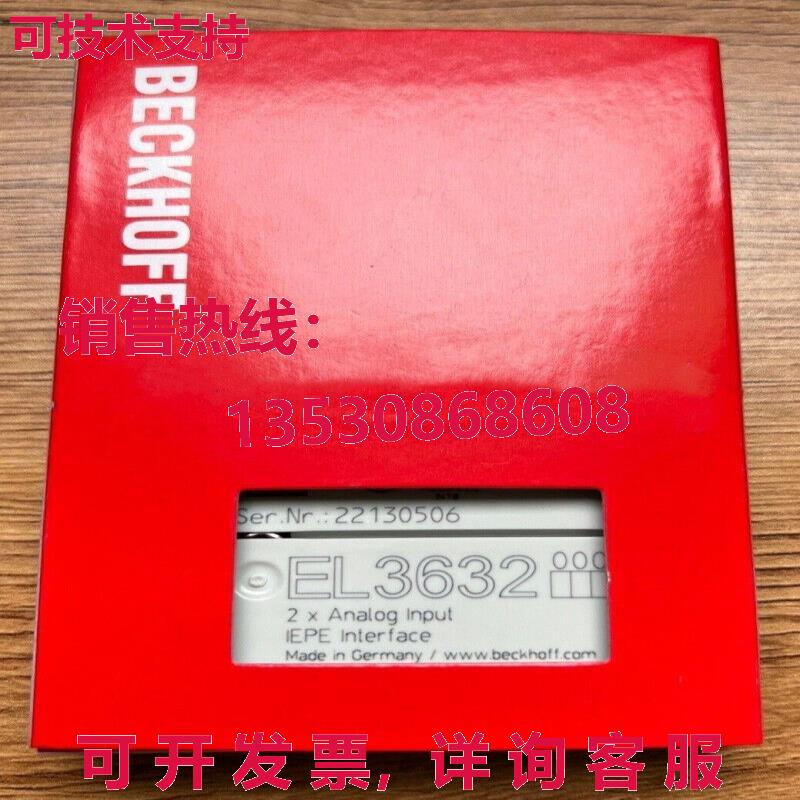 可技术支持
BECKHOFF
销售热线：
13530868608
Ser.Nr.: 22130506
EL3632
2 x Analog Input
IEPE Interface
Made in Germany / www.beckhoff.com
可开发票, 详询客服